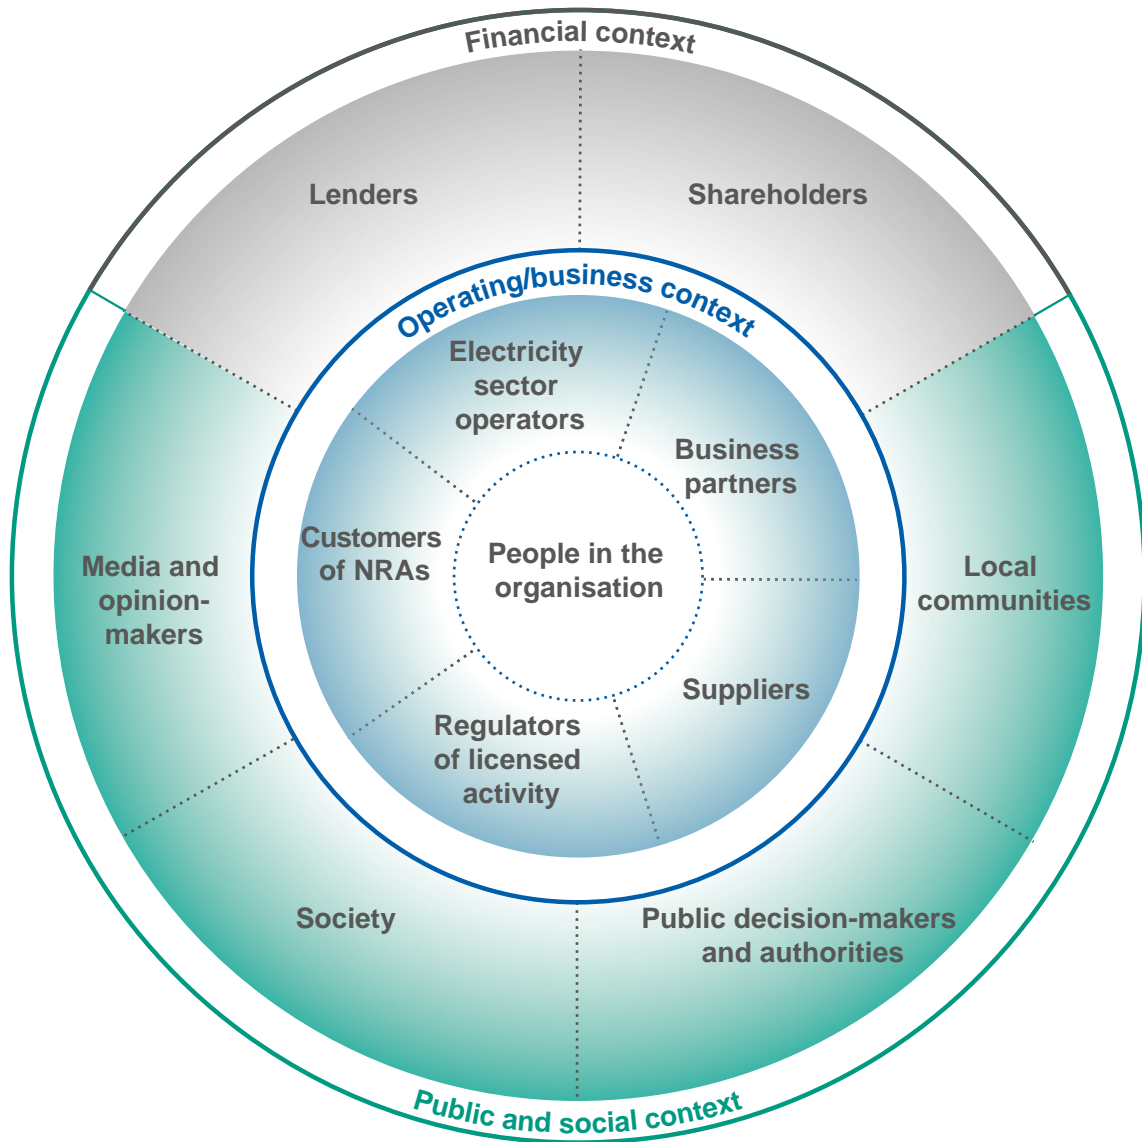 Financial context
Lenders
Shareholders
Operating/business context
Electricity
sector
operators
Business
partners
Customers
of NRAs
People in the
organisation
Media and
opinion-
makers
Local
communities
Suppliers
Regulators
of licensed
activity
Society
Public decision-makers
and authorities
Public and social context